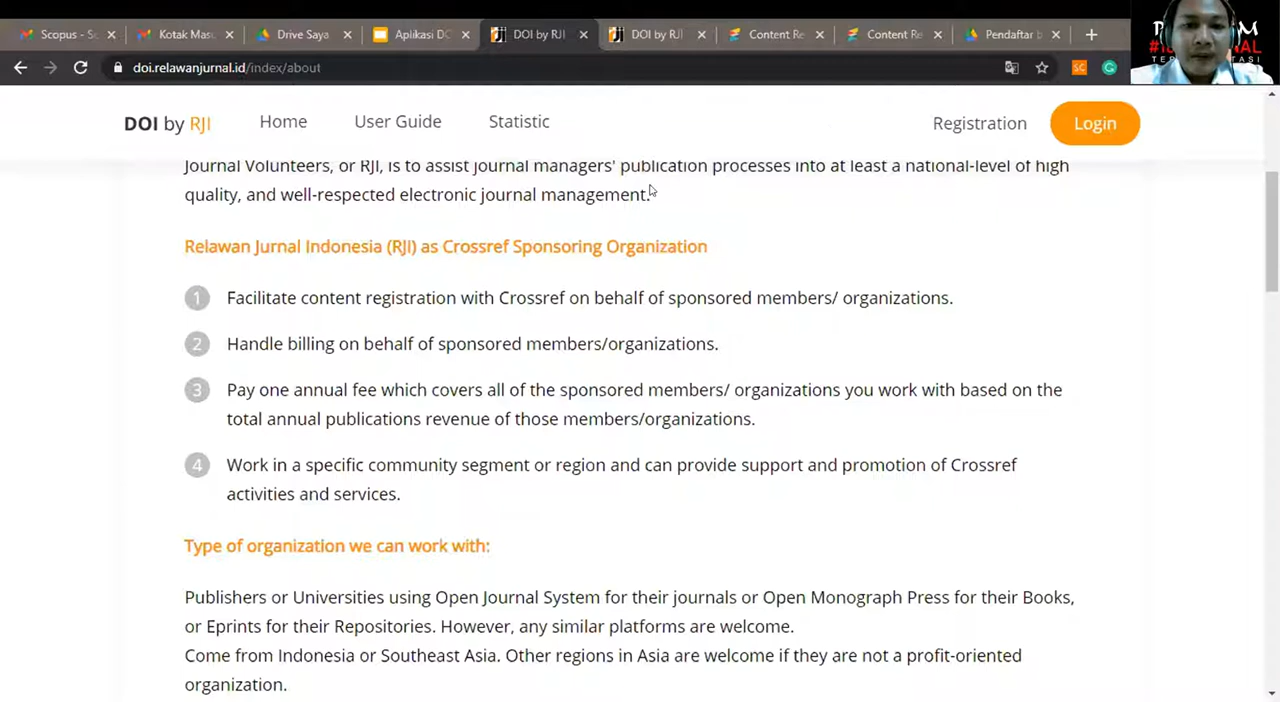 Scopus - Sc
Kotak Mas
Drive Saya
Aplikasi DO
DOI by RJI
DOI by RJI
Content Re
Content Re
Pendaftar b
doi.relawanjurnal.id/index/about
DOI by RJI
Home
User Guide
Statistic
Registration
Login
Journal Volunteers, or RJI, is to assist journal managers' publication processes into at least a national-level of high
quality, and well-respected electronic journal management.
Relawan Jurnal Indonesia (RJI) as Crossref Sponsoring Organization
1 Facilitate content registration with Crossref on behalf of sponsored members/ organizations.
2 Handle billing on behalf of sponsored members/organizations.
3 Pay one annual fee which covers all of the sponsored members/ organizations you work with based on the
total annual publications revenue of those members/organizations.
4 Work in a specific community segment or region and can provide support and promotion of Crossref
activities and services.
Type of organization we can work with:
Publishers or Universities using Open Journal System for their journals or Open Monograph Press for their Books,
or Eprints for their Repositories. However, any similar platforms are welcome.
Come from Indonesia or Southeast Asia. Other regions in Asia are welcome if they are not a profit-oriented
organization.